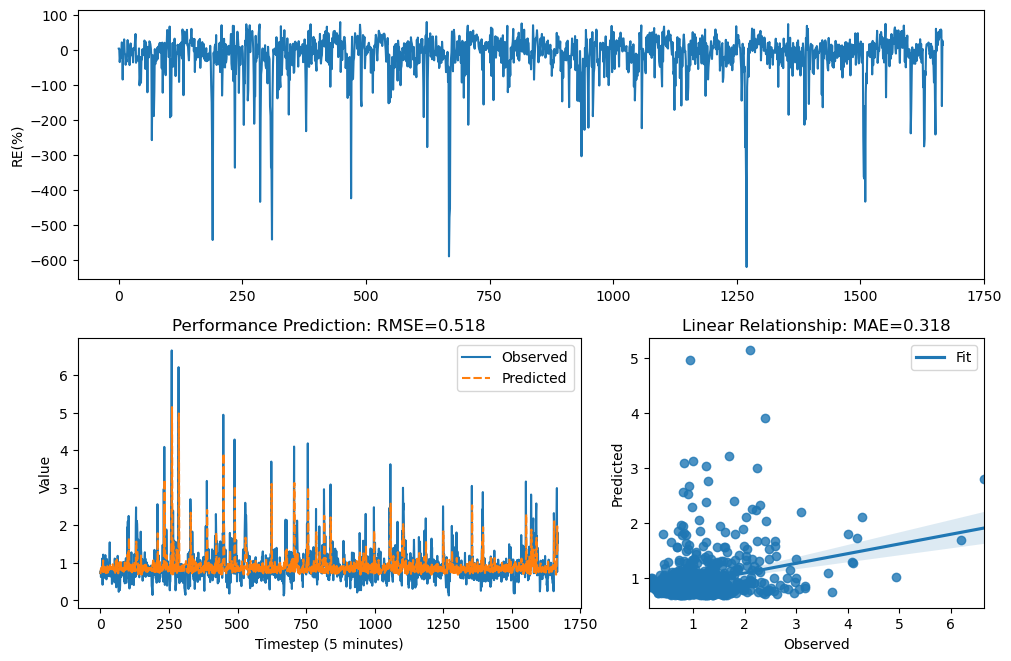 100
0
−100
−200
−300
−400
−500
−600
RE(%)
0 250 500 750 1000 1250 1500 1750
Performance Prediction: RMSE=0.518
Observed
Predicted
6
5
4
3
2
1
0
Value
0 250 500 750 1000 1250 1500 1750
Timestep (5 minutes)
Linear Relationship: MAE=0.318
Fit
5
4
3
2
1
Predicted
1 2 3 4 5 6
Observed